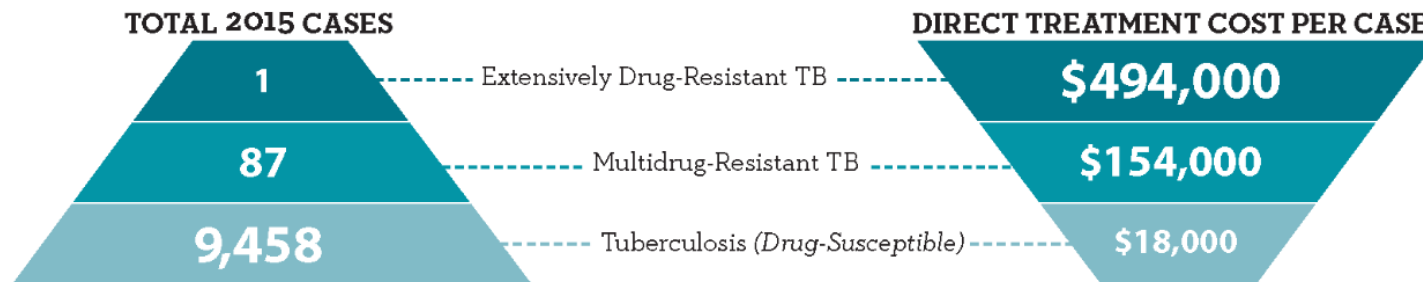 TOTAL 2015 CASES
DIRECT TREATMENT COST PER CASE
1
Extensively Drug-Resistant TB
$494,000
87
Multidrug-Resistant TB
$154,000
9,458
Tuberculosis (Drug-Susceptible)
$18,000